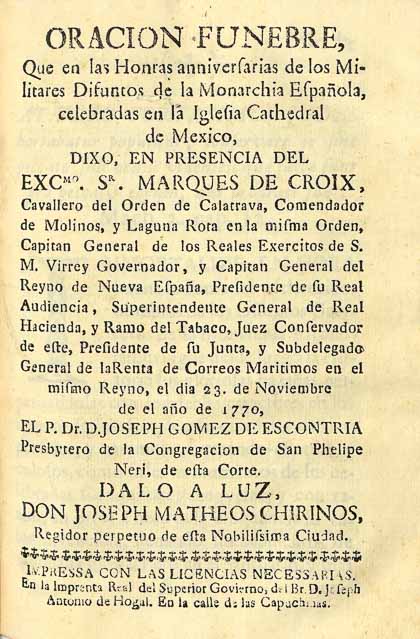 ORACION FUNEBRE,
Que en las Honras anniverſarias de los Mi-
litares Difuntos de la Monarchia Eſpañola,
celebradas en la Igleſia Cathedral
de Mexico,
DIXO, EN PRESENCIA DEL
EXC.MO. S.R MARQUES DE CROIX,
Cavallero del Orden de Calatrava, Comendador
de Molinos, y Laguna Rota en la miſma Orden,
Capitan General de los Reales Exercitos de S.
M. Virrey Governador, y Capitan General del
Reyno de Nueva Eſpaña, Preſidente de ſu Real
Audiencia, Superintendente General de Real
Hacienda, y Ramo del Tabaco, Juez Conſervador
de eſte, Preſidente de ſu Junta, y Subdelegado
General de la Renta de Correos Maritimos en el
miſmo Reyno, el dia 23. de Noviembre
de el año de 1770,
EL P. Dr. D. JOSEPH GOMEZ DE ESCONTRIA
Presbytero de la Congregacion de San Phelipe
Neri, de eſta Corte.
DALO A LUZ,
DON JOSEPH MATHEOS CHIRINOS,
Regidor perpetuo de eſta Nobiliſſima Ciudad.
IMPRESSA CON LAS LICENCIAS NECESSARIAS.
En la Imprenta Real del Superior Govierno, del Br. D. Joſeph
Antonio de Hogal. En la calle de las Capuchinas.